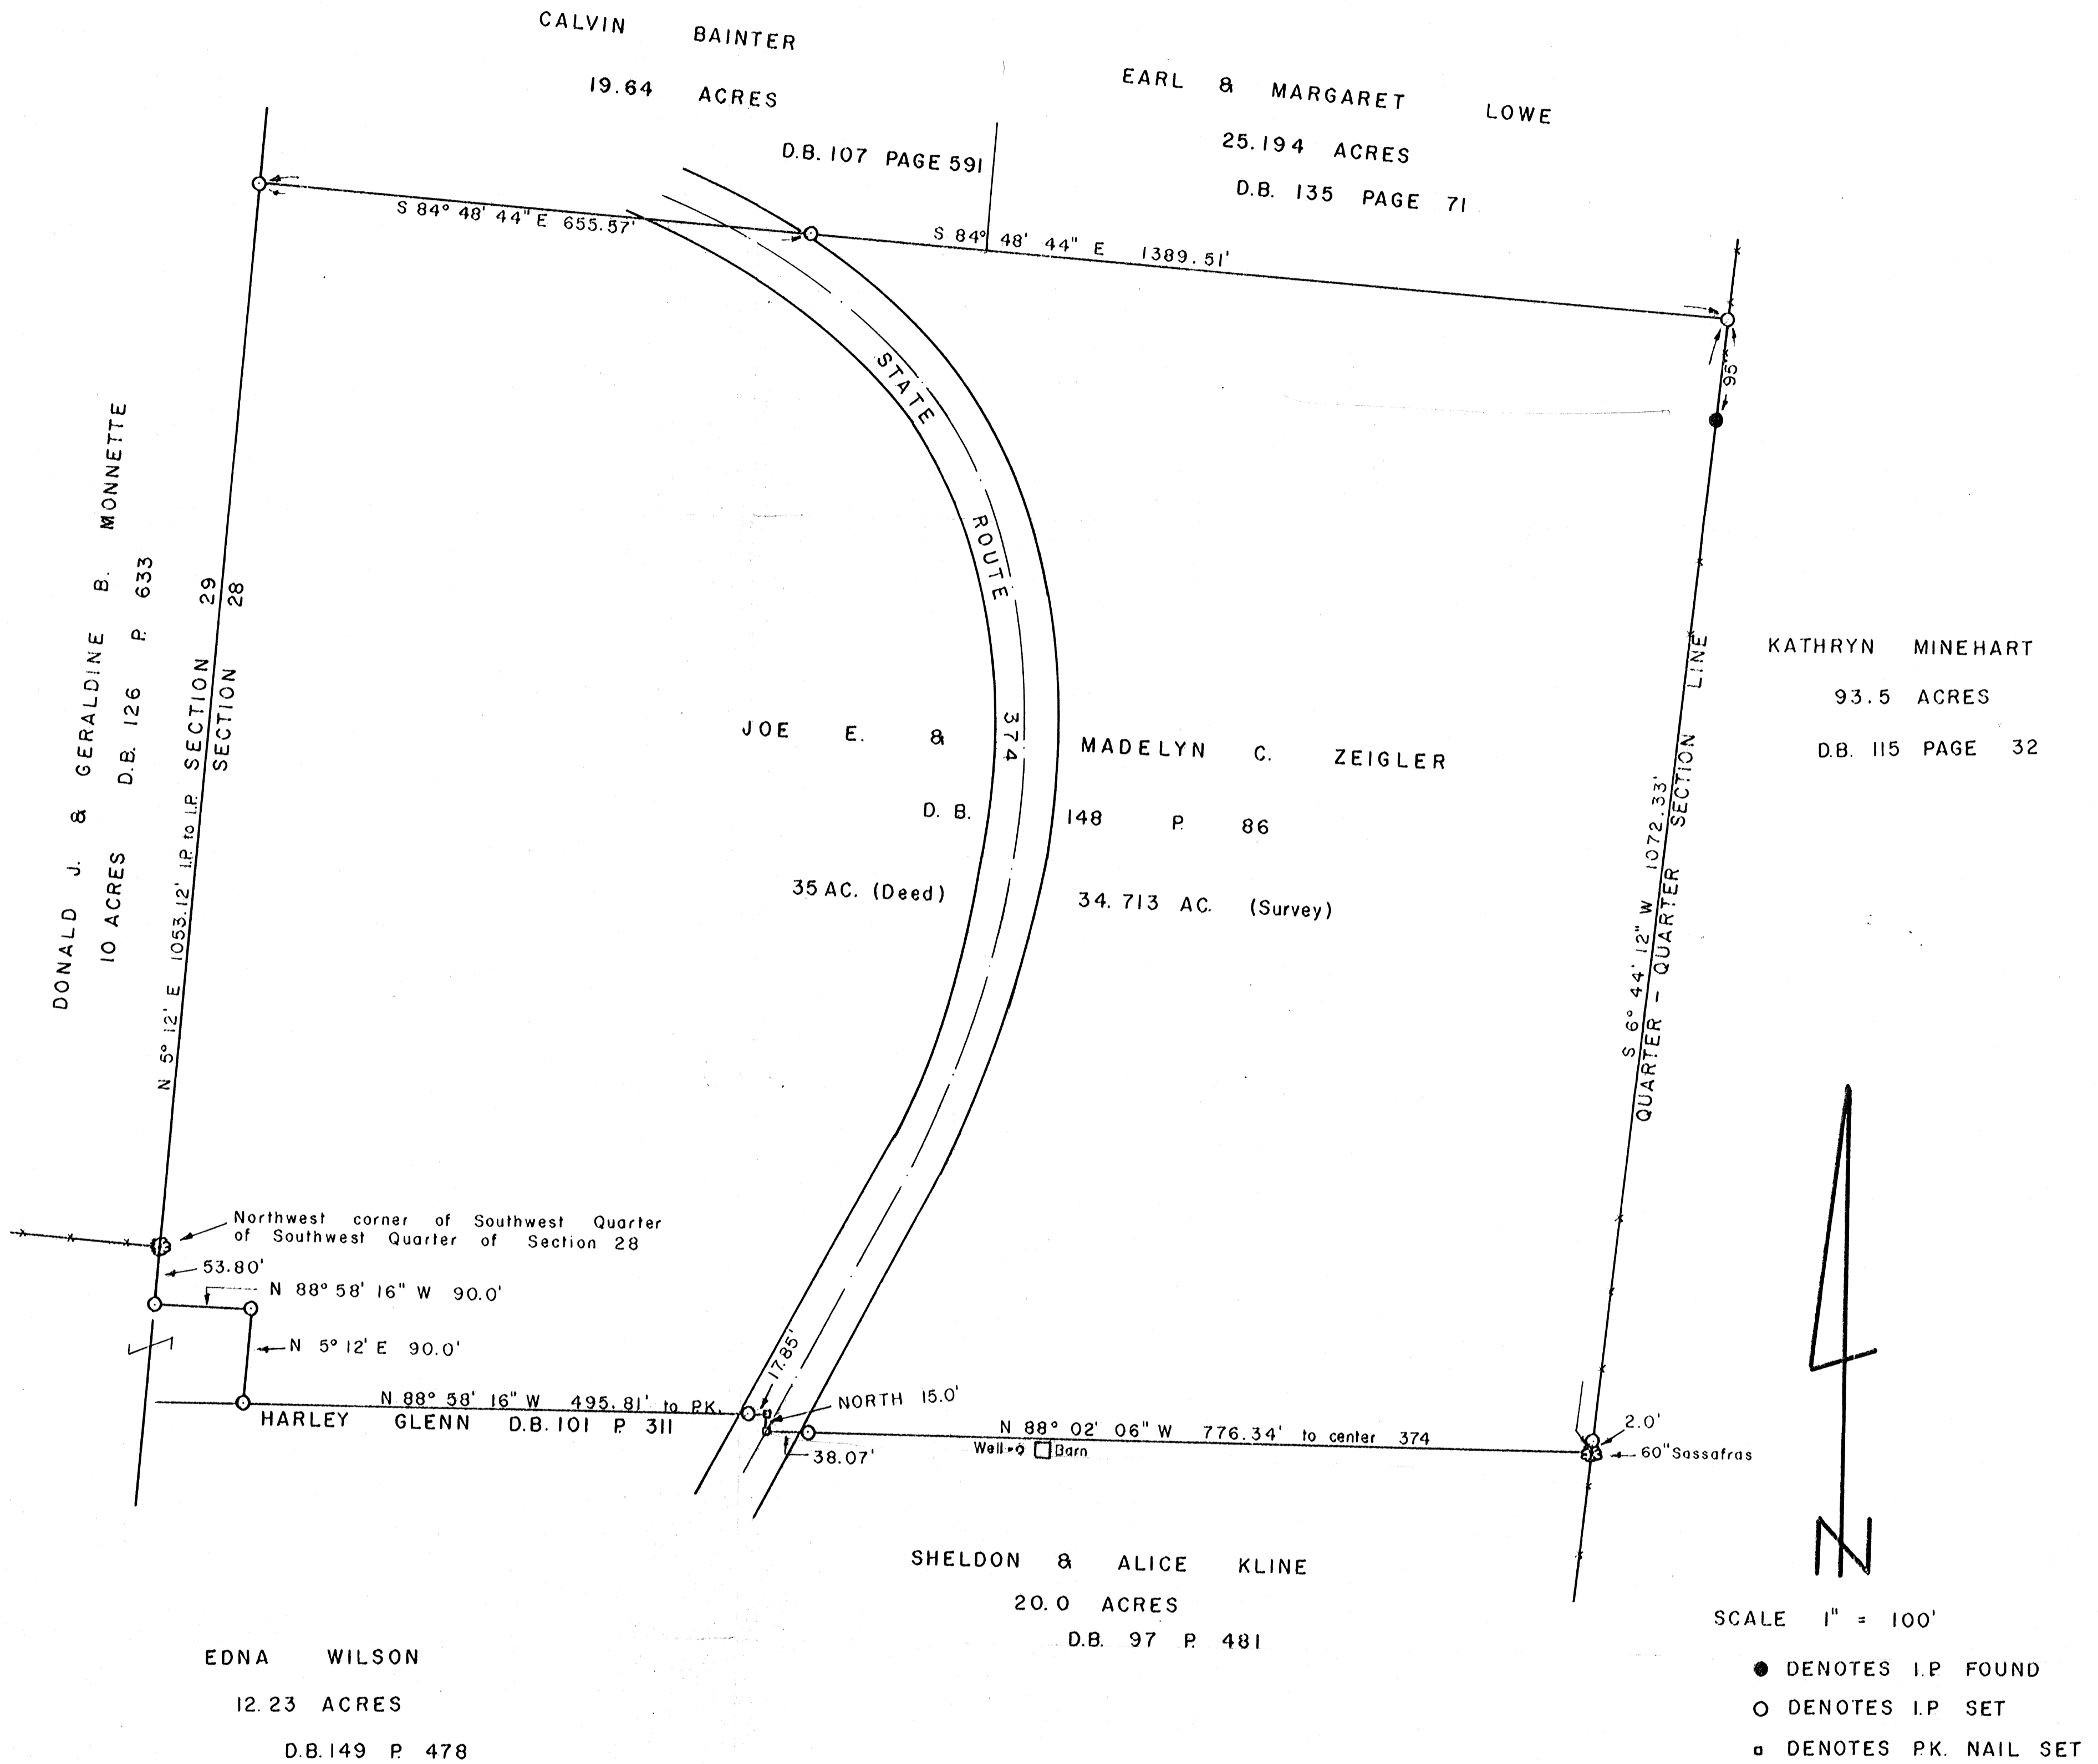 CALVIN BAINTER
19.64 ACRES
D.B. 107 PAGE 591
EARL & MARGARET LOWE
25.194 ACRES
D.B. 135 PAGE 71
S 84° 48' 44" E 655.57'
S 84° 48' 44" E 1389.51'
95'
STATE ROUTE 374
DONALD J. & GERALDINE B. MONNETTE
10 ACRES D.B. 126 P. 633
N 5° 12' E 1053.12' I.P. to I.P.
SECTION 29
SECTION 28
JOE E. & MADELYN C. ZEIGLER
D. B. 148 P. 86
35 AC. (Deed) 34.713 AC. (Survey)
S 6° 44' 12" W 1072.33'
QUARTER - QUARTER SECTION LINE
KATHRYN MINEHART
93.5 ACRES
D.B. 115 PAGE 32
Northwest corner of Southwest Quarter
of Southwest Quarter of Section 28
53.80'
N 88° 58' 16" W 90.0'
N 5° 12' E 90.0'
17.85'
N 88° 58' 16" W 495.81' to P.K.
HARLEY GLENN D.B. 101 P. 311
NORTH 15.0'
38.07'
N 88° 02' 06" W 776.34' to center 374
Well
Barn
2.0'
60" Sassafras
SHELDON & ALICE KLINE
20.0 ACRES
D.B. 97 P. 481
EDNA WILSON
12.23 ACRES
D.B. 149 P. 478
N
SCALE 1" = 100'
DENOTES I.P. FOUND
DENOTES I.P. SET
DENOTES P.K. NAIL SET